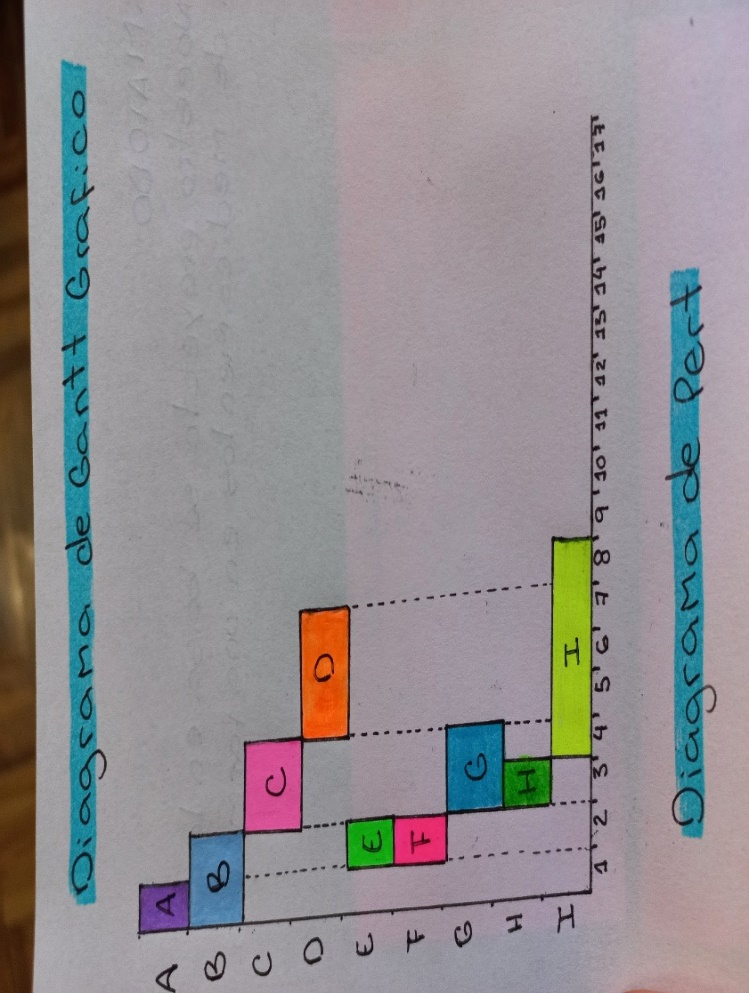 Diagrama de Gantt Grafico
A A
B B
C C
D D
E E
F F
G G
H H
I I
1 2 3 4 5 6 7 8 9 10 11 12 13 14 15 16 17
Diagrama de Pert